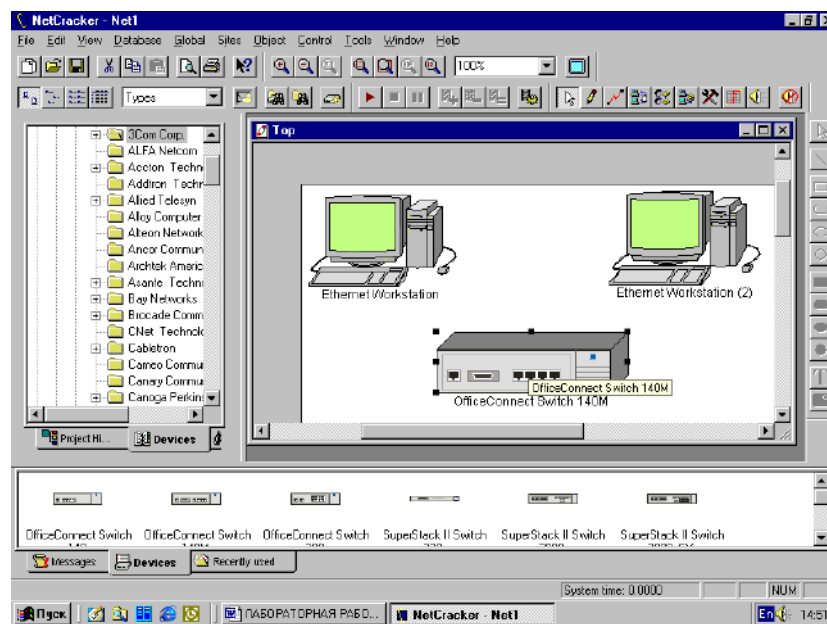 NetCracker - Net1
File Edit View Database Global Sites Object Control Tools Window Help
100%
Types
3Com Corp.
ALFA Netcom
Accton Techn
Addtron Techr
Allied Telesyn
Alloy Computer
Alteon Network
Ancor Commun
Archtek Americ
Asante Techni
Bay Networks
Brocade Comm
CNet Technolo
Cabletron
Cameo Commu
Canary Commu
Canoga Perkins
Project Hi...
Devices
Top
Ethernet Workstation
Ethernet Workstation (2)
OfficeConnect Switch 140M
OfficeConnect Switch 140M
OfficeConnect Switch
OfficeConnect Switch
OfficeConnect Switch
SuperStack II Switch
SuperStack II Switch
SuperStack II Switch
Messages
Devices
Recently used
System time: 0.0000
NUM
Пуск
ЛАБОРАТОРНАЯ РАБО...
NetCracker - Net1
En
14:51